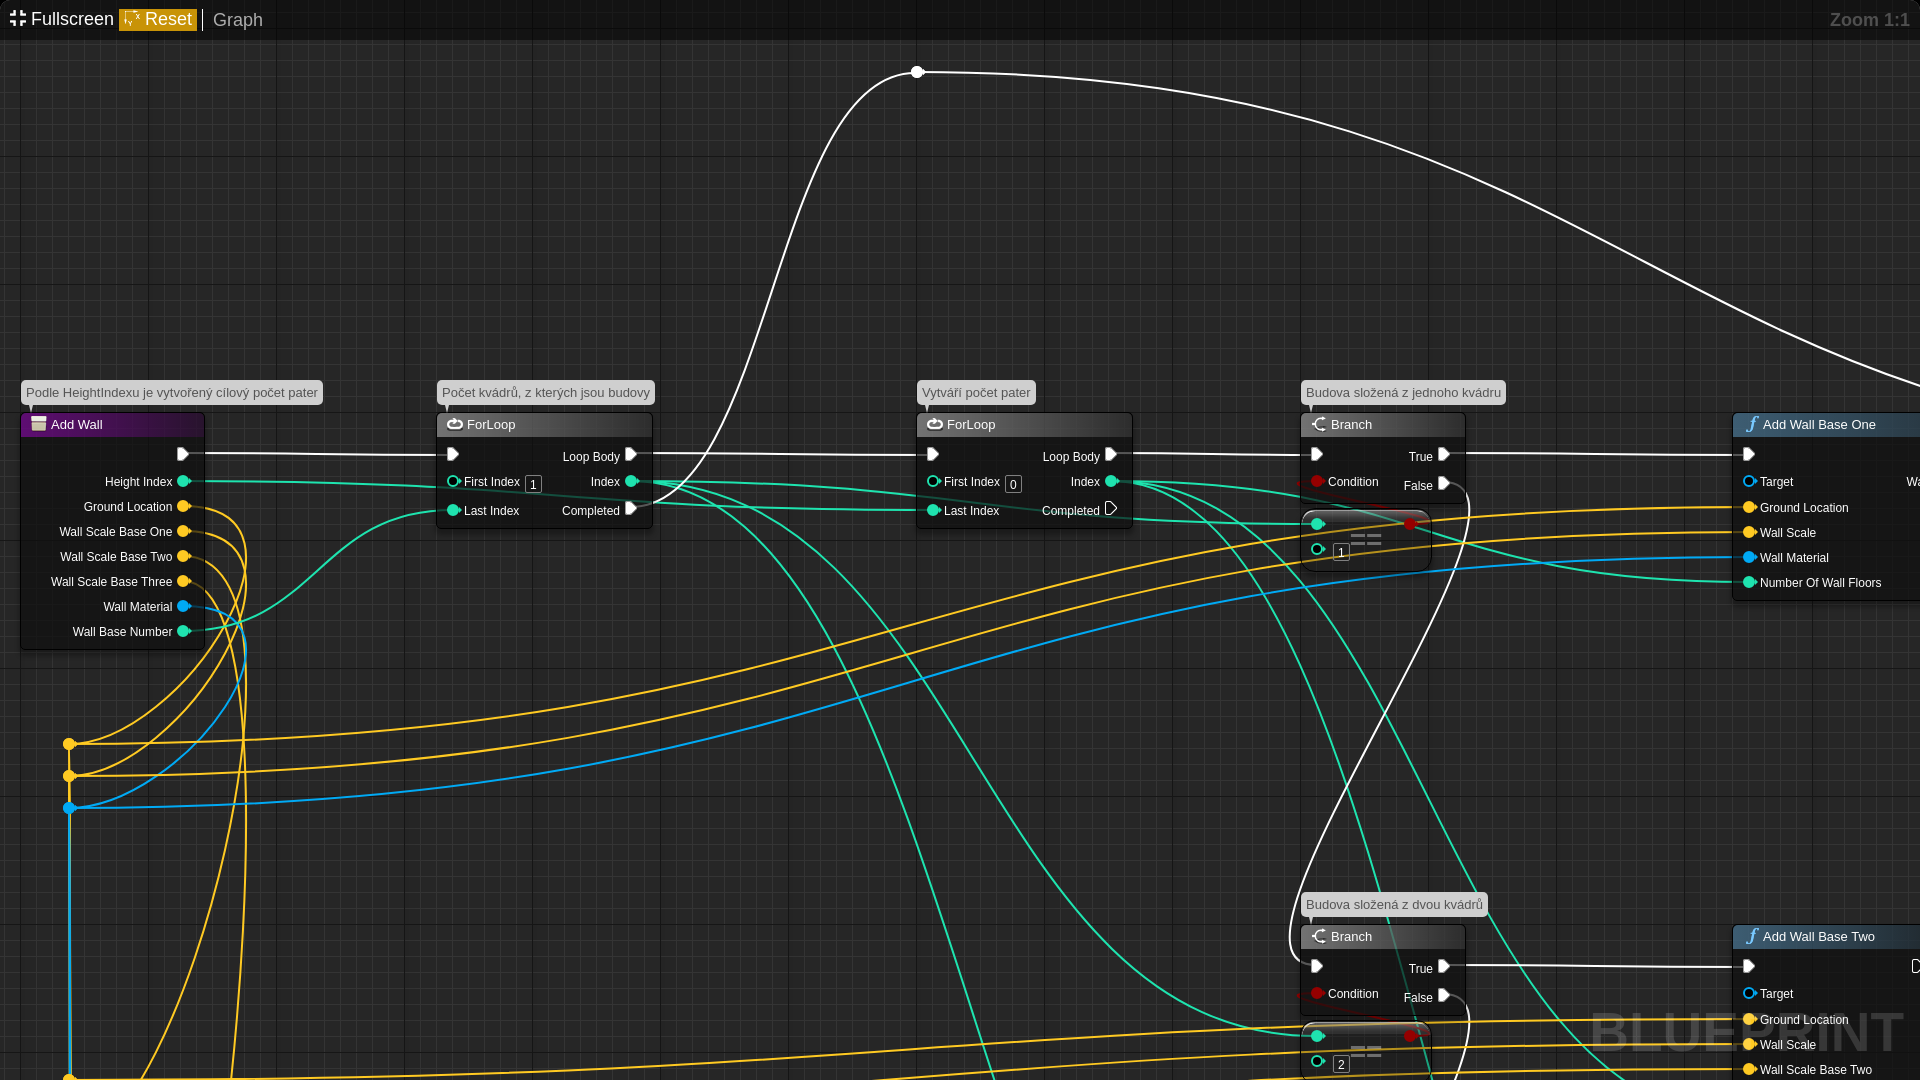 Fullscreen Reset Graph Zoom 1:1
Podle HeightIndexu je vytvořený cílový počet pater
Add Wall
Height Index
Ground Location
Wall Scale Base One
Wall Scale Base Two
Wall Scale Base Three
Wall Material
Wall Base Number
Počet kvádrů, z kterých jsou budovy
ForLoop
Loop Body
First Index 1 Index
Last Index Completed
Vytváří počet pater
ForLoop
Loop Body
First Index 0 Index
Last Index Completed
Budova složená z jednoho kvádru
Branch
True
Condition False
== 1
Add Wall Base One
Target Wa
Ground Location
Wall Scale
Wall Material
Number Of Wall Floors
Budova složená z dvou kvádrů
Branch
True
Condition False
== 2
Add Wall Base Two
Target
Ground Location
Wall Scale
Wall Scale Base Two
BLUEPRINT